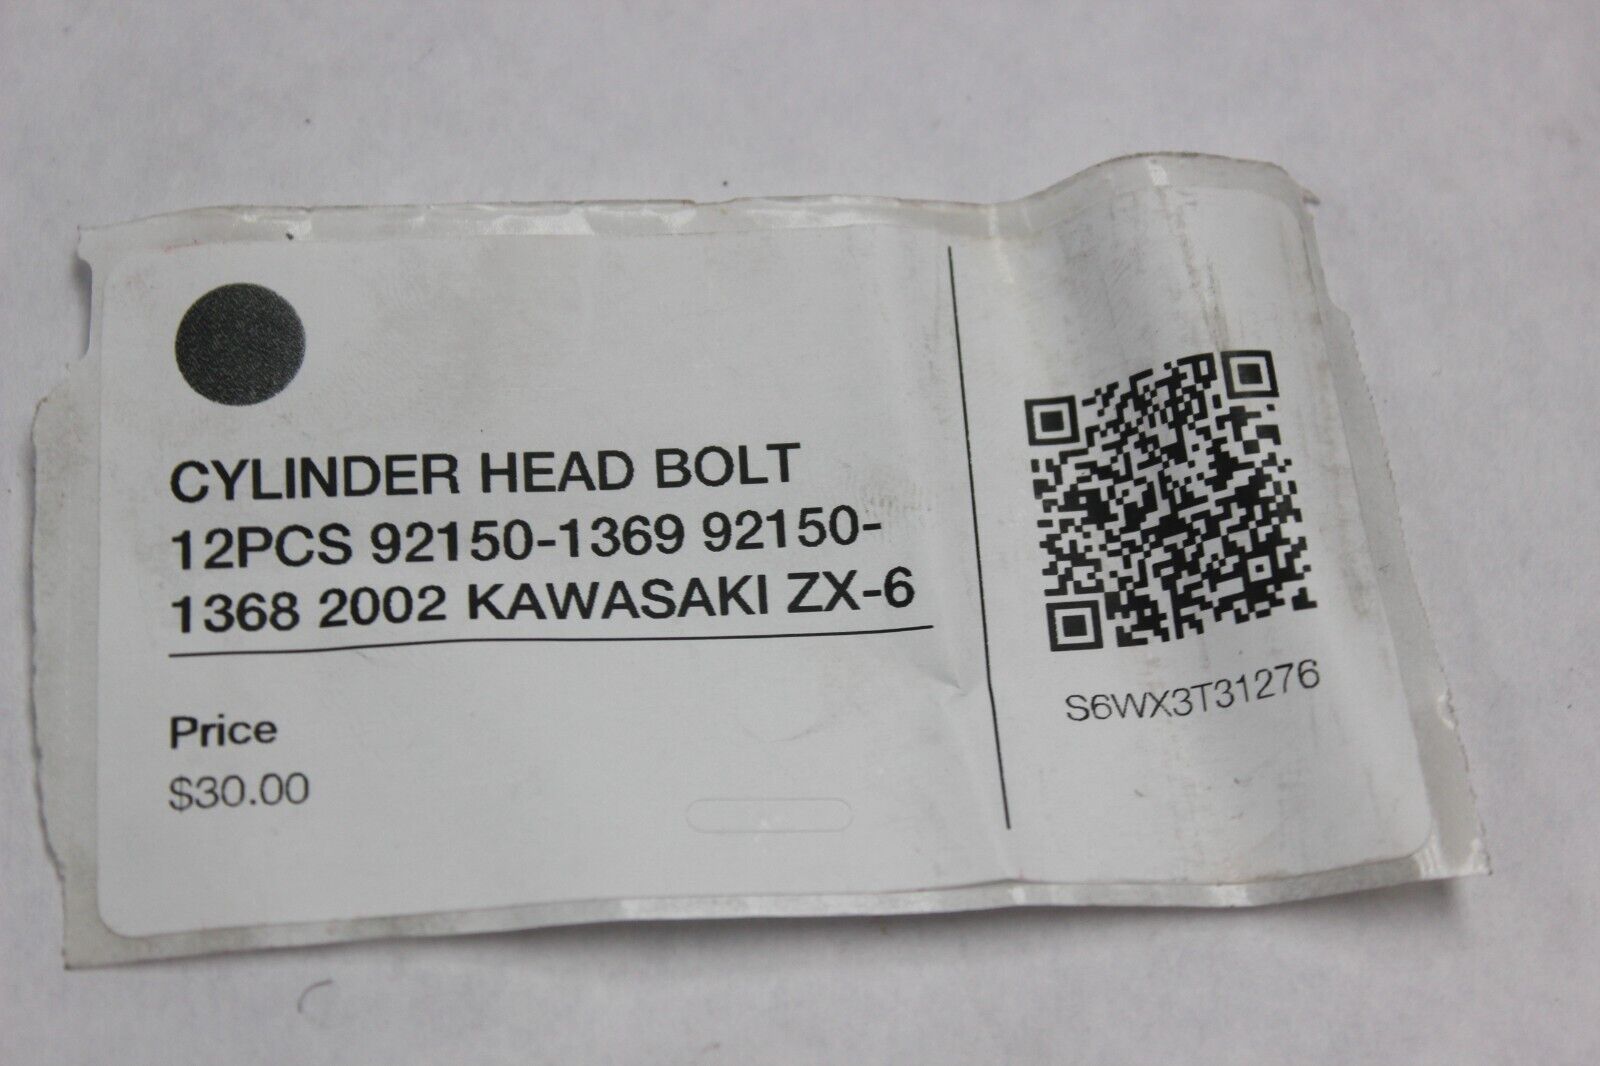 CYLINDER HEAD BOLT
12PCS 92150-1369 92150-
1368 2002 KAWASAKI ZX-6
Price
$30.00
S6WX3T31276